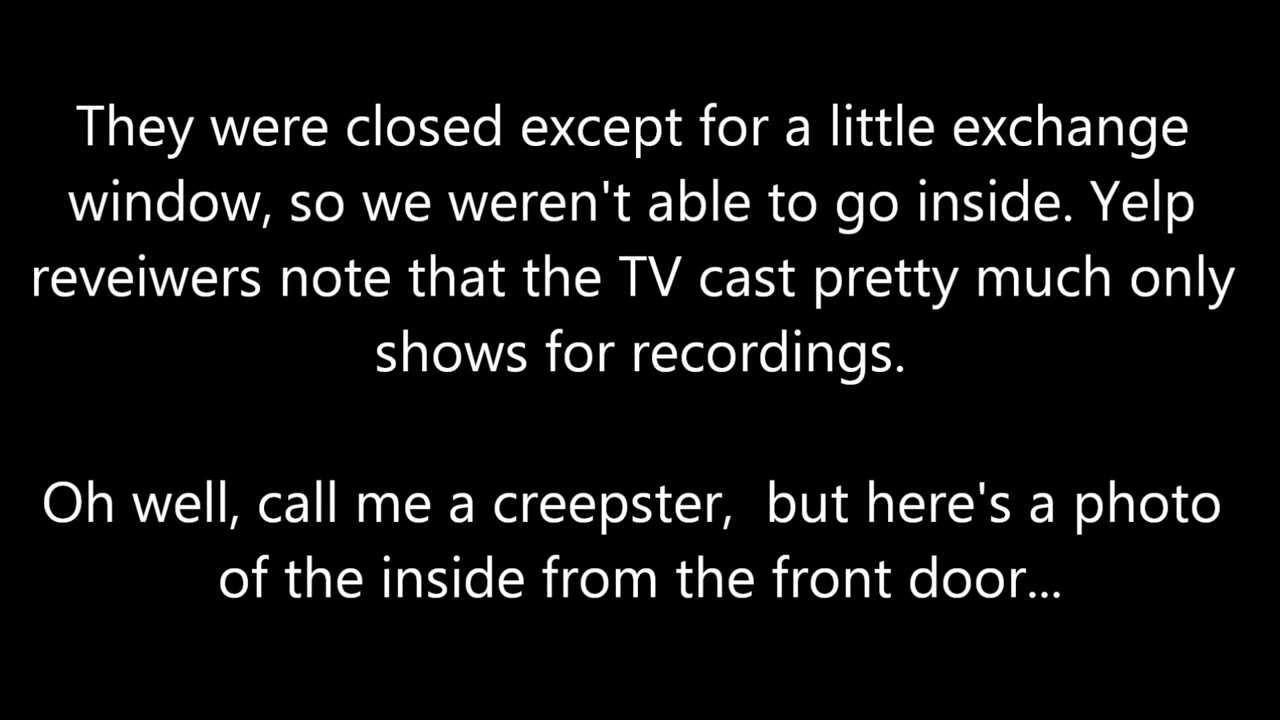 They were closed except for a little exchange
window, so we weren't able to go inside. Yelp
reveiwers note that the TV cast pretty much only
shows for recordings.
Oh well, call me a creepster,  but here's a photo
of the inside from the front door...